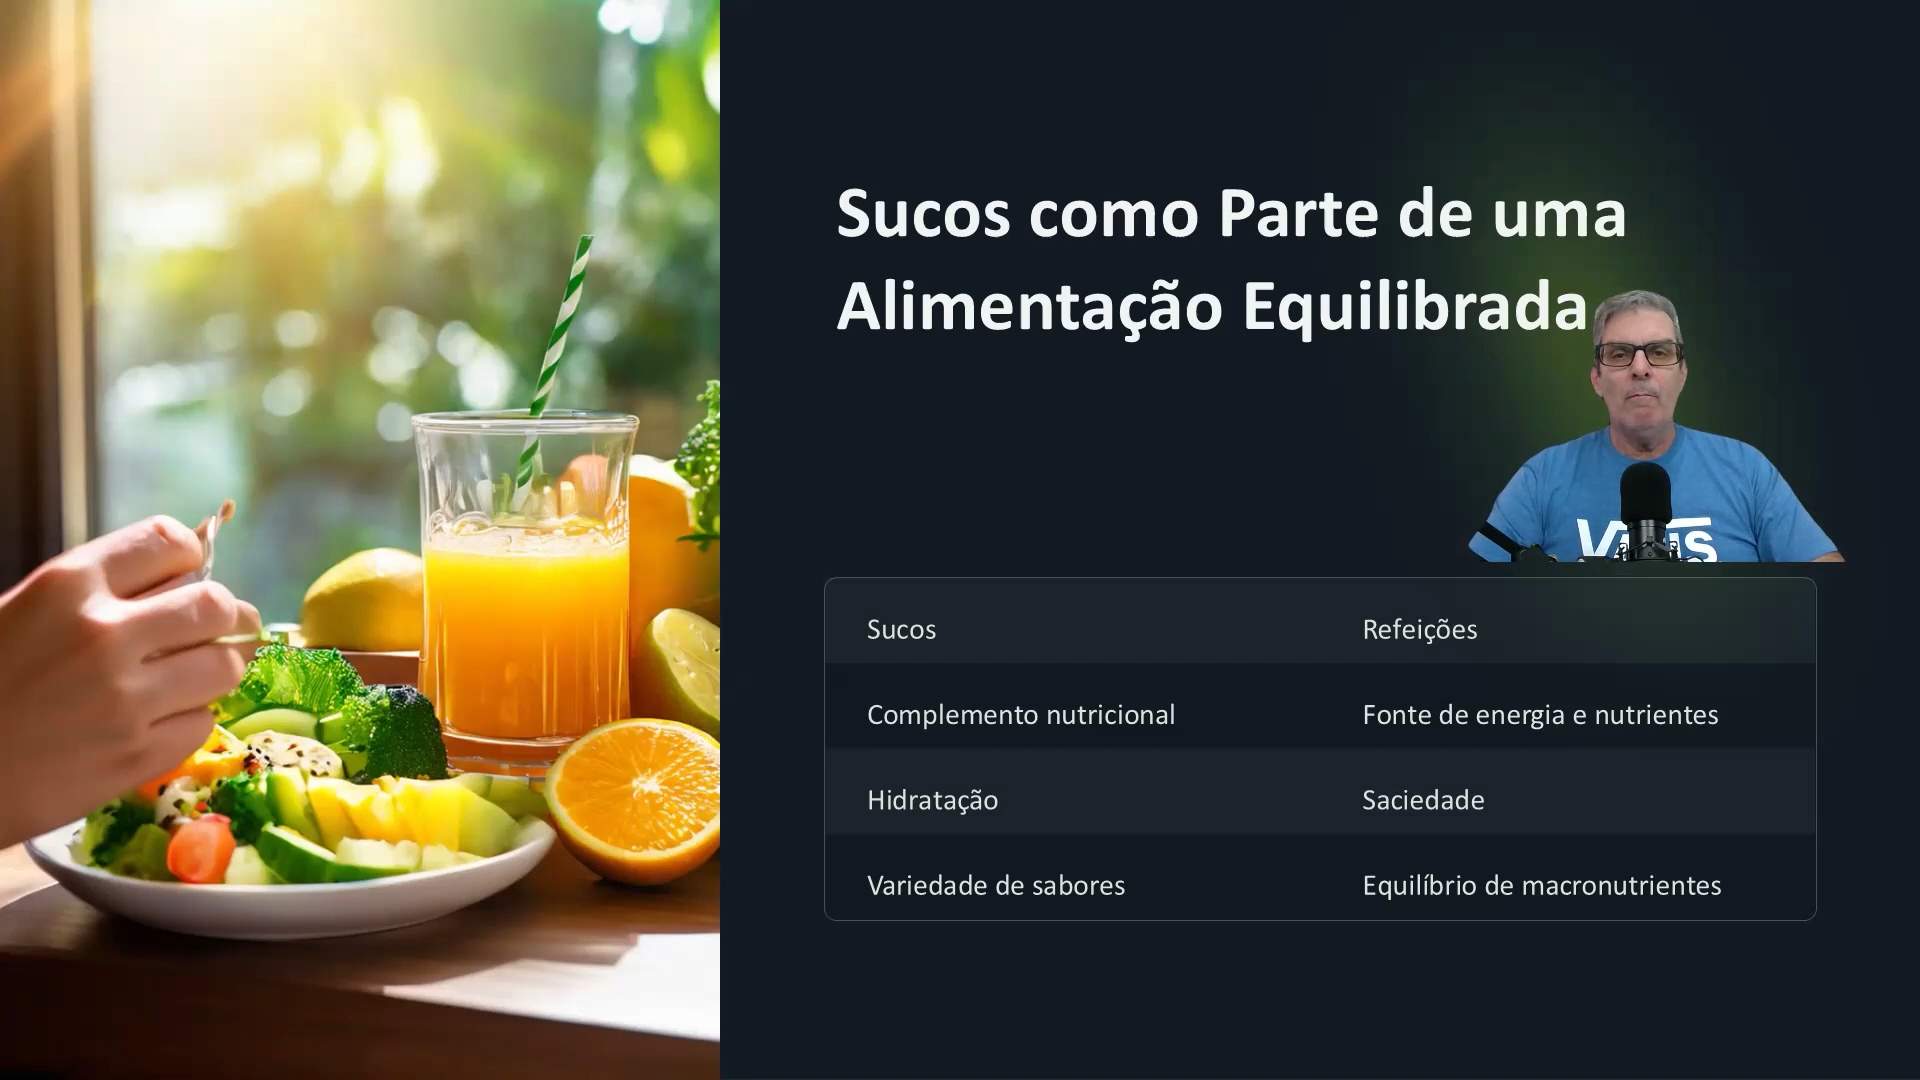 Sucos como Parte de uma
Alimentação Equilibrada
Sucos
Refeições
Complemento nutricional
Fonte de energia e nutrientes
Hidratação
Saciedade
Variedade de sabores
Equilíbrio de macronutrientes